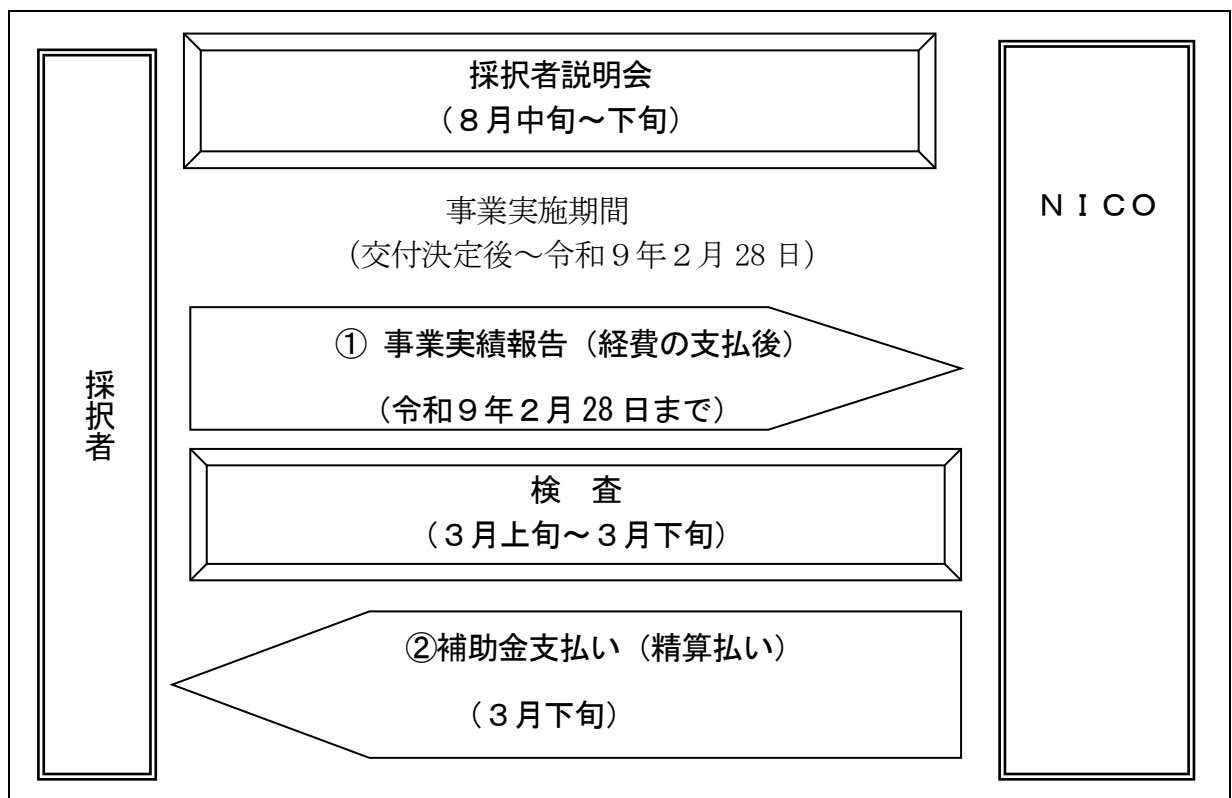 採択者説明会
（８月中旬～下旬）
ＮＩＣＯ
事業実施期間
（交付決定後～令和９年２月 28 日）
① 事業実績報告（経費の支払後）
（令和９年２月 28 日まで）
採択者
検　査
（３月上旬～３月下旬）
②補助金支払い（精算払い）
（３月下旬）